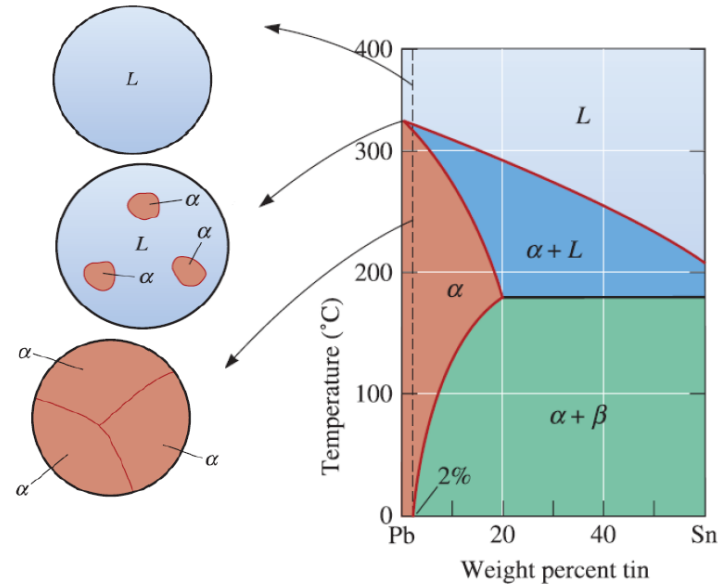 L
α
L
α
α
α
α
α
400
300
200
100
0
Temperature (°C)
L
α + L
α
α + β
2%
Pb
20
40
Sn
Weight percent tin